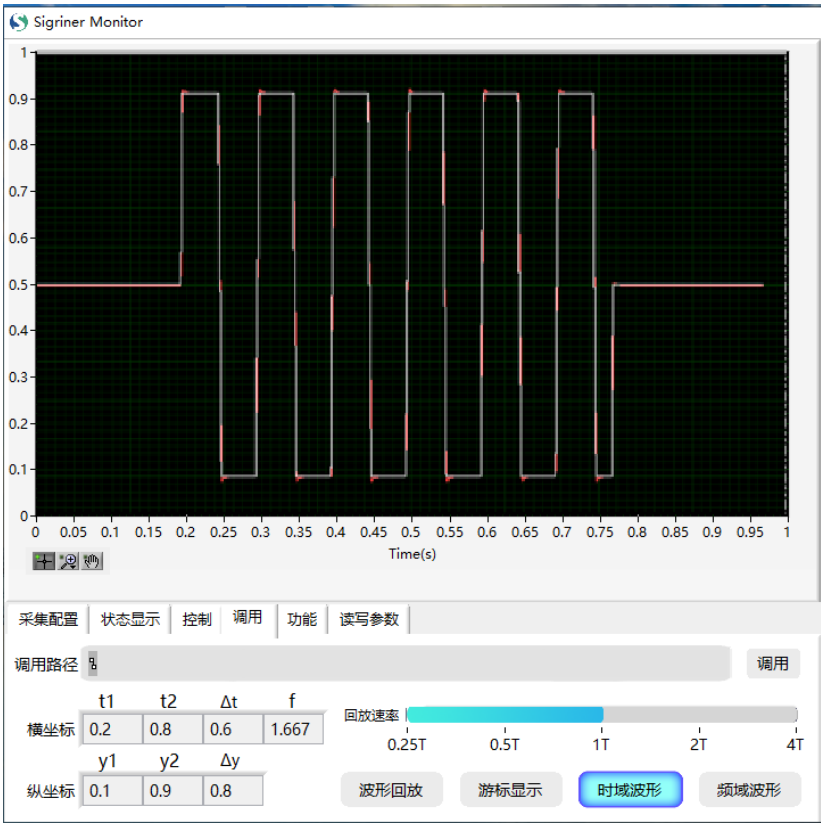 Sigriner Monitor
1
0.9
0.8
0.7
0.6
0.5
0.4
0.3
0.2
0.1
0
0 0.05 0.1 0.15 0.2 0.25 0.3 0.35 0.4 0.45 0.5 0.55 0.6 0.65 0.7 0.75 0.8 0.85 0.9 0.95 1
Time(s)
采集配置 状态显示 控制 调用 功能 读写参数
调用路径 调用
t1 t2 Δt f
横坐标 0.2 0.8 0.6 1.667
回放速率
0.25T 0.5T 1T 2T 4T
y1 y2 Δy
纵坐标 0.1 0.9 0.8
波形回放 游标显示 时域波形 频域波形